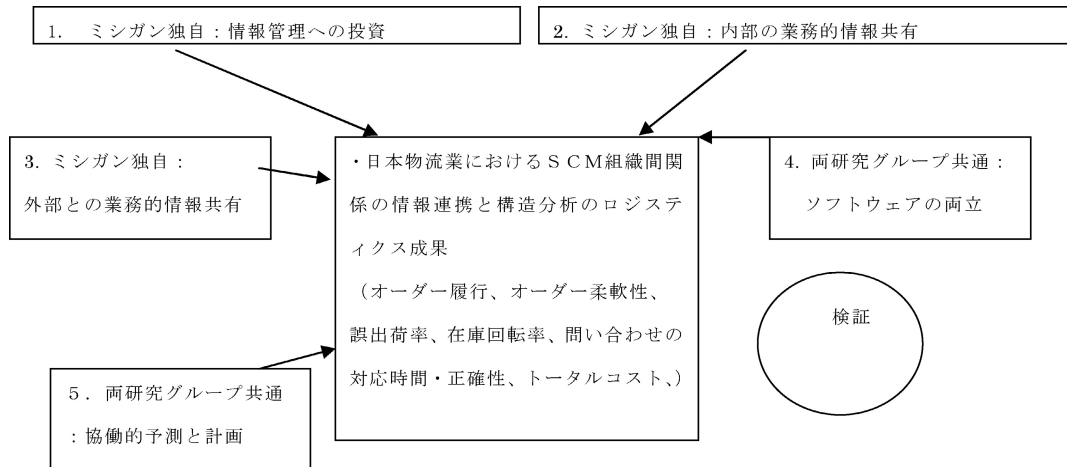 1. ミシガン独自：情報管理への投資
2. ミシガン独自：内部の業務的情報共有
3. ミシガン独自：
外部との業務的情報共有
・日本物流業におけるＳＣＭ組織間関
係の情報連携と構造分析のロジステ
ィクス成果
（オーダー履行、オーダー柔軟性、
誤出荷率、在庫回転率、問い合わせの
対応時間・正確性、トータルコスト、）
4. 両研究グループ共通：
ソフトウェアの両立
検証
５．両研究グループ共通
：協働的予測と計画